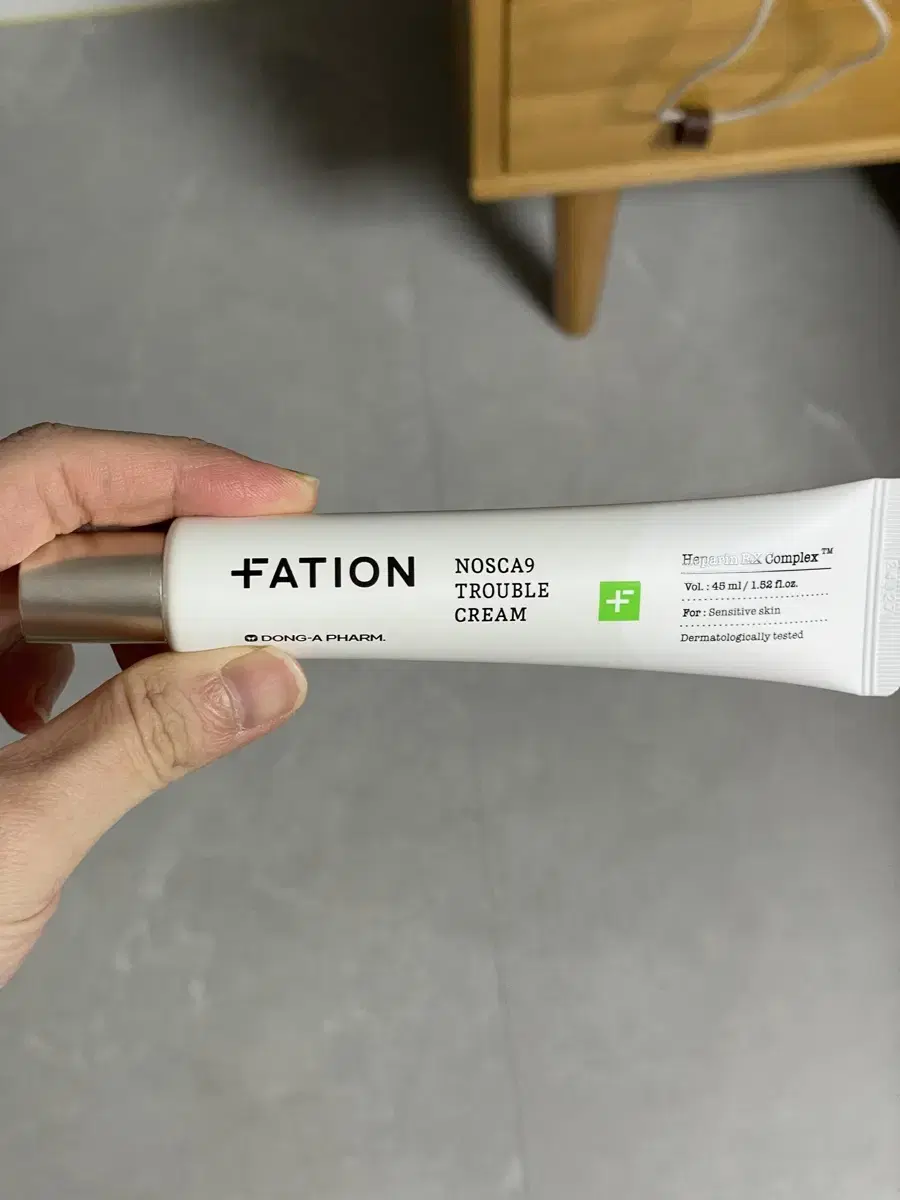 FATION
DONG-A PHARM.
NOSCA9
TROUBLE
CREAM
Heparin RX Complex™
Vol. : 45 ml / 1.52 fl.oz.
For : Sensitive skin
Dermatologically tested